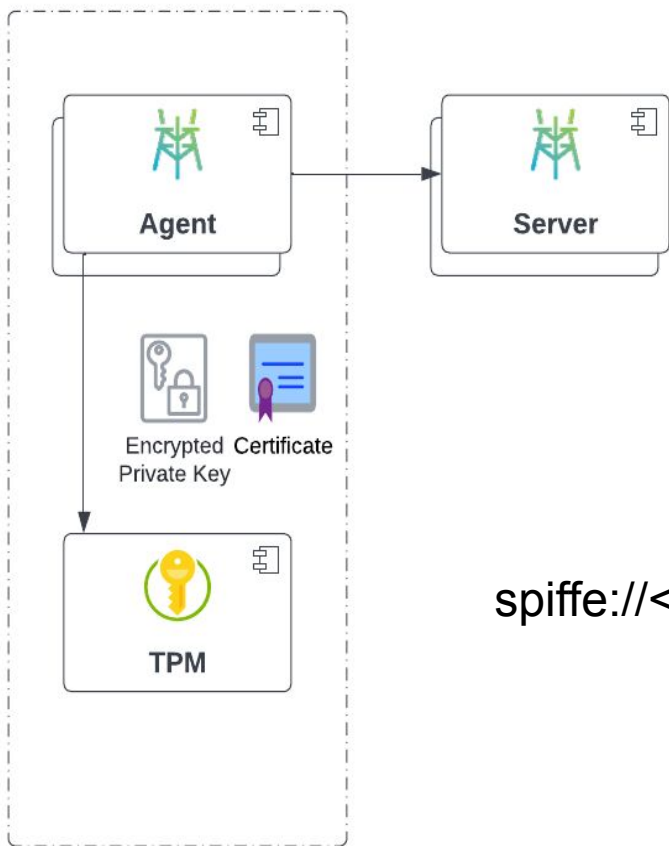 Agent
Server
Encrypted Certificate
Private Key
TPM
spiffe://<